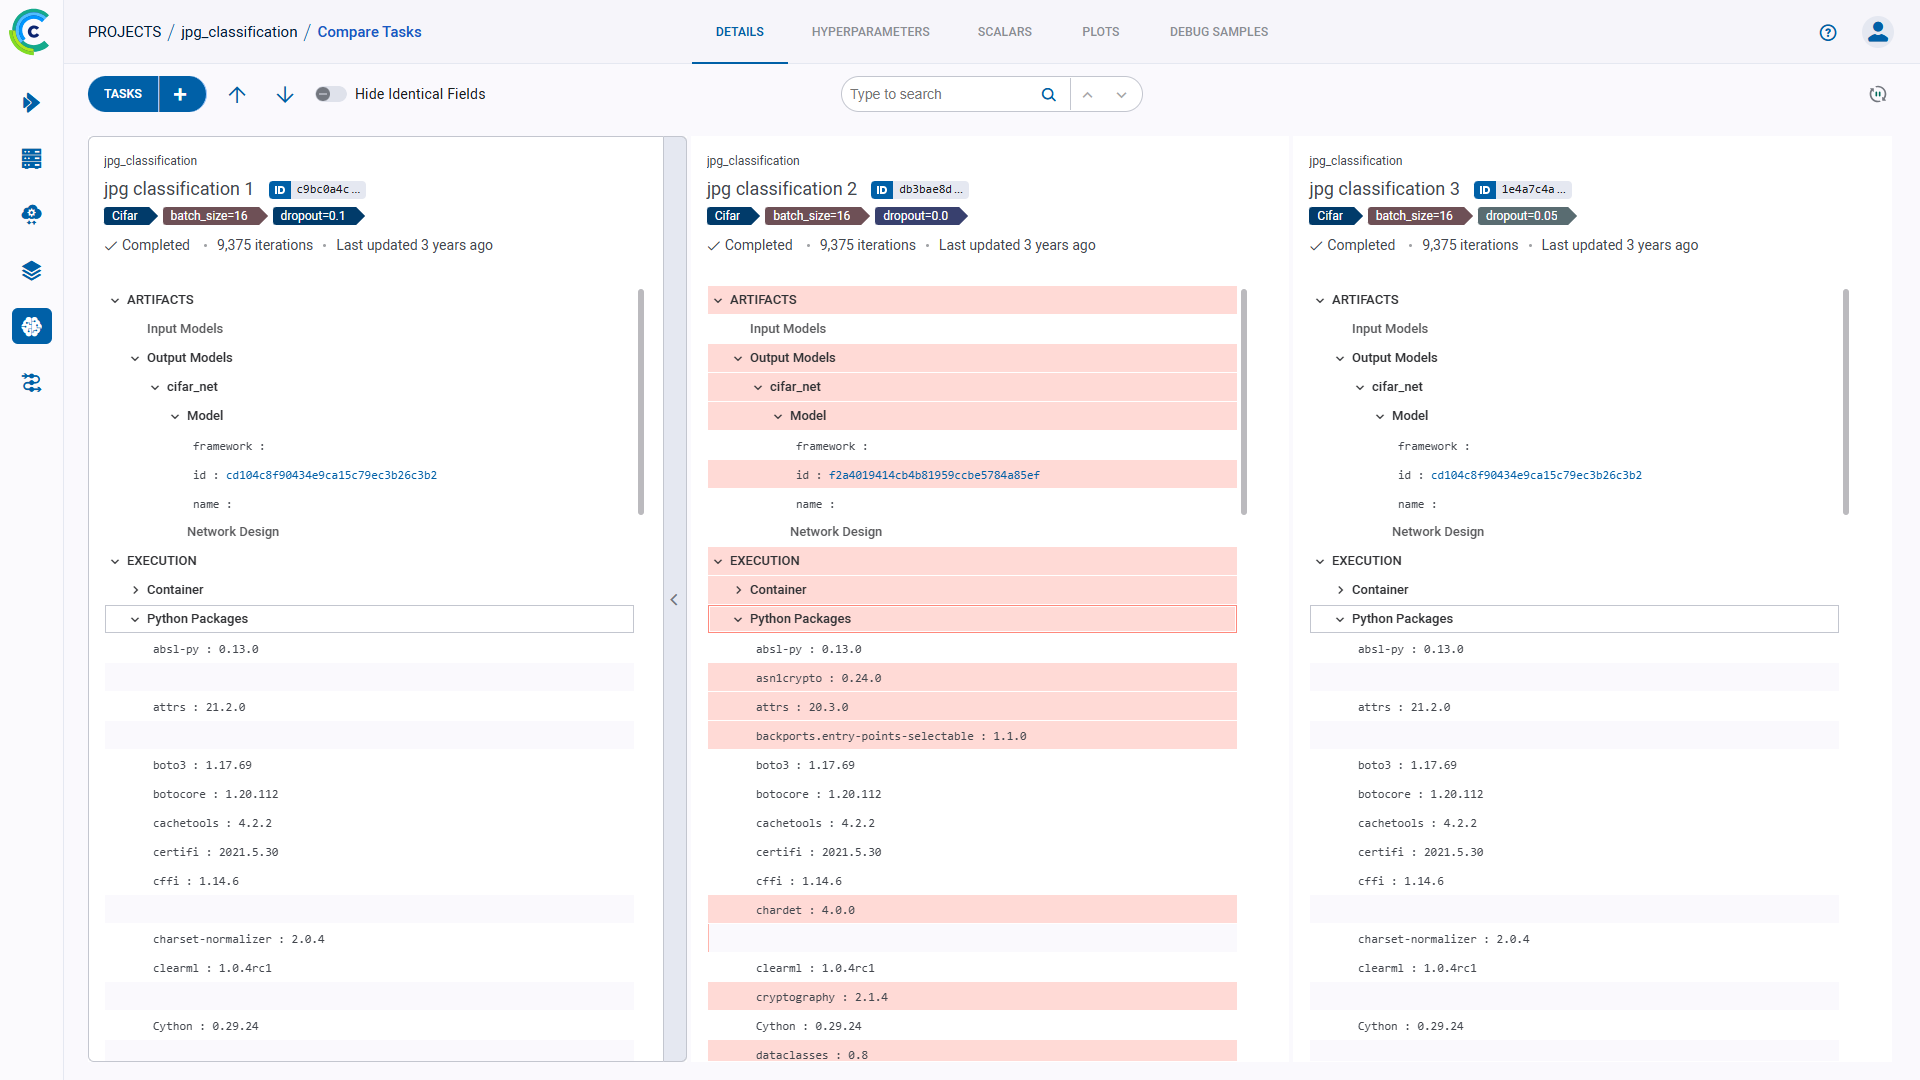 PROJECTS / jpg_classification / Compare Tasks
DETAILS
HYPERPARAMETERS
SCALARS
PLOTS
DEBUG SAMPLES
TASKS
Hide Identical Fields
Type to search
jpg_classification
jpg classification 1
ID c9bc0a4c...
Cifar
batch_size=16
dropout=0.1
Completed • 9,375 iterations • Last updated 3 years ago
ARTIFACTS
Input Models
Output Models
cifar_net
Model
framework :
id : cd104c8f90434e9ca15c79ec3b26c3b2
name :
Network Design
EXECUTION
Container
Python Packages
absl-py : 0.13.0
attrs : 21.2.0
boto3 : 1.17.69
botocore : 1.20.112
cachetools : 4.2.2
certifi : 2021.5.30
cffi : 1.14.6
charset-normalizer : 2.0.4
clearml : 1.0.4rc1
Cython : 0.29.24
jpg_classification
jpg classification 2
ID db3bae8d...
Cifar
batch_size=16
dropout=0.0
Completed • 9,375 iterations • Last updated 3 years ago
ARTIFACTS
Input Models
Output Models
cifar_net
Model
framework :
id : f2a4019414cb4b81959ccbe5784a85ef
name :
Network Design
EXECUTION
Container
Python Packages
absl-py : 0.13.0
asn1crypto : 0.24.0
attrs : 20.3.0
backports.entry-points-selectable : 1.1.0
boto3 : 1.17.69
botocore : 1.20.112
cachetools : 4.2.2
certifi : 2021.5.30
cffi : 1.14.6
chardet : 4.0.0
clearml : 1.0.4rc1
cryptography : 2.1.4
Cython : 0.29.24
dataclasses : 0.8
jpg_classification
jpg classification 3
ID 1e4a7c4a...
Cifar
batch_size=16
dropout=0.05
Completed • 9,375 iterations • Last updated 3 years ago
ARTIFACTS
Input Models
Output Models
cifar_net
Model
framework :
id : cd104c8f90434e9ca15c79ec3b26c3b2
name :
Network Design
EXECUTION
Container
Python Packages
absl-py : 0.13.0
attrs : 21.2.0
boto3 : 1.17.69
botocore : 1.20.112
cachetools : 4.2.2
certifi : 2021.5.30
cffi : 1.14.6
charset-normalizer : 2.0.4
clearml : 1.0.4rc1
Cython : 0.29.24